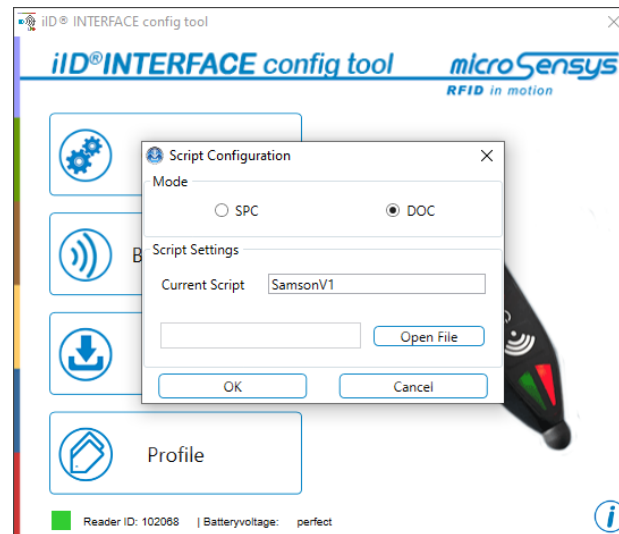 iID® INTERFACE config tool
iID®INTERFACE config tool
microSensys
RFID in motion
Script Configuration
Mode
SPC
DOC
B
Script Settings
Current Script SamsonV1
Open File
OK Cancel
Profile
Reader ID: 102068 | Batteryvoltage: perfect
i